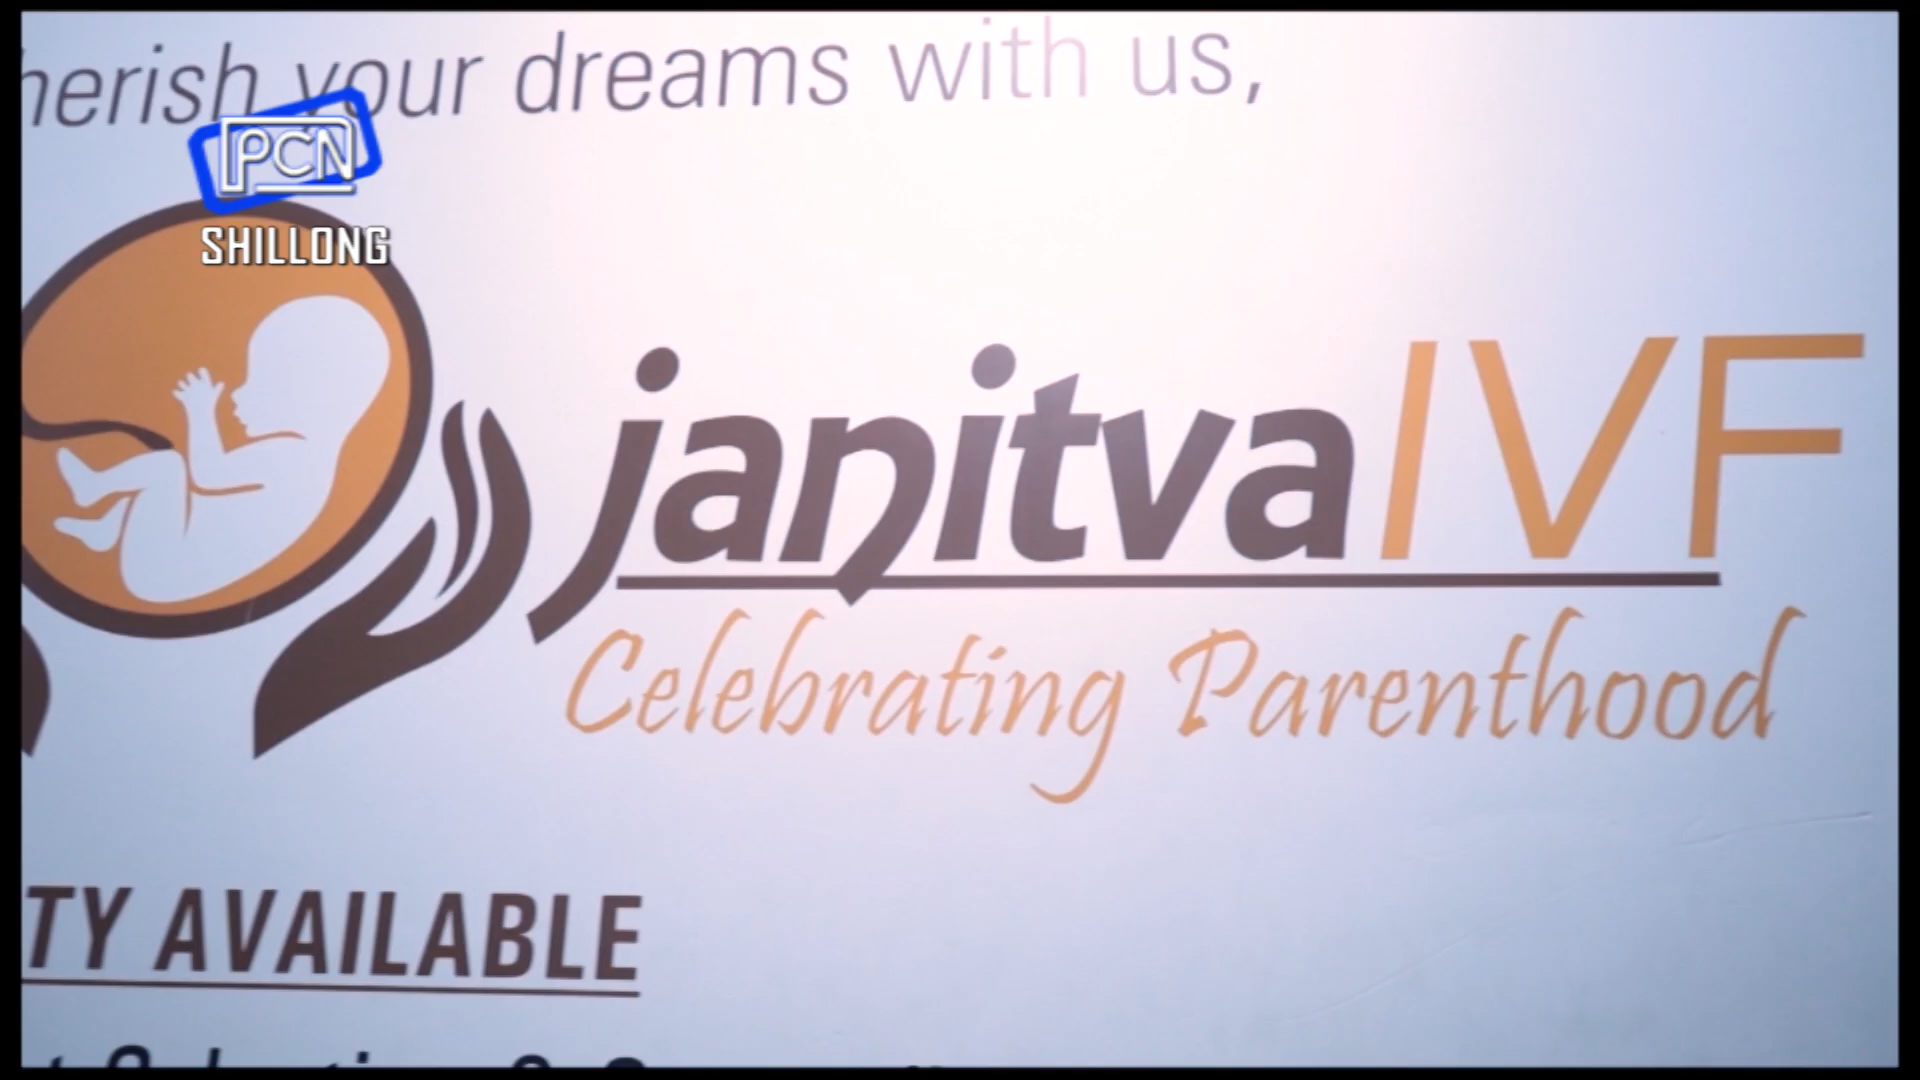 herish your dreams with us,
PCN
SHILLONG
janitvaIVF
Celebrating Parenthood
TY AVAILABLE